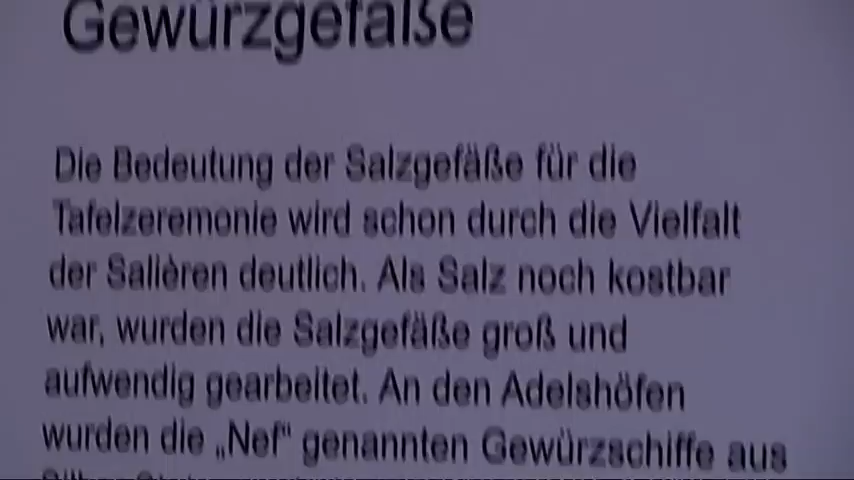 Gewürzgefäße
Die Bedeutung der Salzgefäße für die
Tafelzeremonie wird schon durch die Vielfalt
der Salièren deutlich. Als Salz noch kostbar
war, wurden die Salzgefäße groß und
aufwendig gearbeitet. An den Adelshöfen
wurden die „Nef“ genannten Gewürzschiffe aus